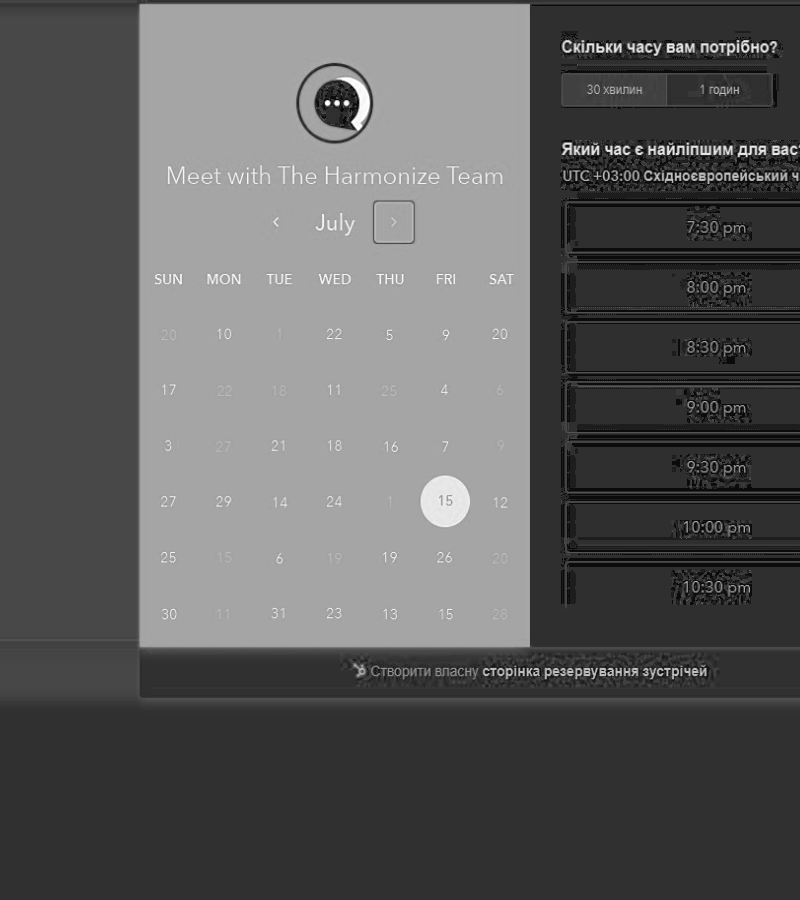 Meet with The Harmonize Team
July
SUN MON TUE WED THU FRI SAT
20 10 1 22 5 9 20
17 22 18 11 25 4 6
3 27 21 18 16 7 9
27 29 14 24 1 15 12
25 15 6 19 19 26 20
30 11 31 23 13 15 28
Скільки часу вам потрібно?
30 хвилин 1 годин
Який час є найліпшим для вас
UTC +03:00 Східноєвропейський ч
7:30 pm
8:00 pm
8:30 pm
9:00 pm
9:30 pm
10:00 pm
10:30 pm
Створити власну сторінка резервування зустрічей